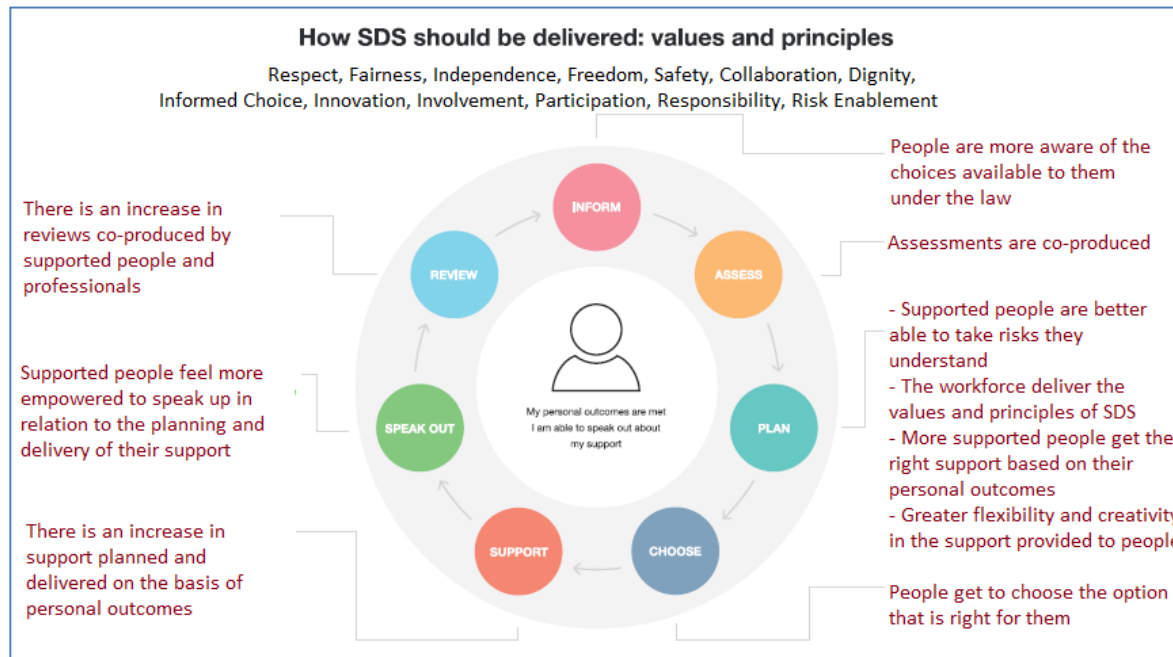 How SDS should be delivered: values and principles
Respect, Fairness, Independence, Freedom, Safety, Collaboration, Dignity,
Informed Choice, Innovation, Involvement, Participation, Responsibility, Risk Enablement
INFORM
People are more aware of the
choices available to them
under the law
ASSESS
Assessments are co-produced
PLAN
- Supported people are better
able to take risks they
understand
- The workforce deliver the
values and principles of SDS
- More supported people get the
right support based on their
personal outcomes
- Greater flexibility and creativity
in the support provided to people
CHOOSE
People get to choose the option
that is right for them
SUPPORT
There is an increase in
support planned and
delivered on the basis of
personal outcomes
SPEAK OUT
Supported people feel more
empowered to speak up in
relation to the planning and
delivery of their support
REVIEW
There is an increase in
reviews co-produced by
supported people and
professionals
My personal outcomes are met
I am able to speak out about
my support